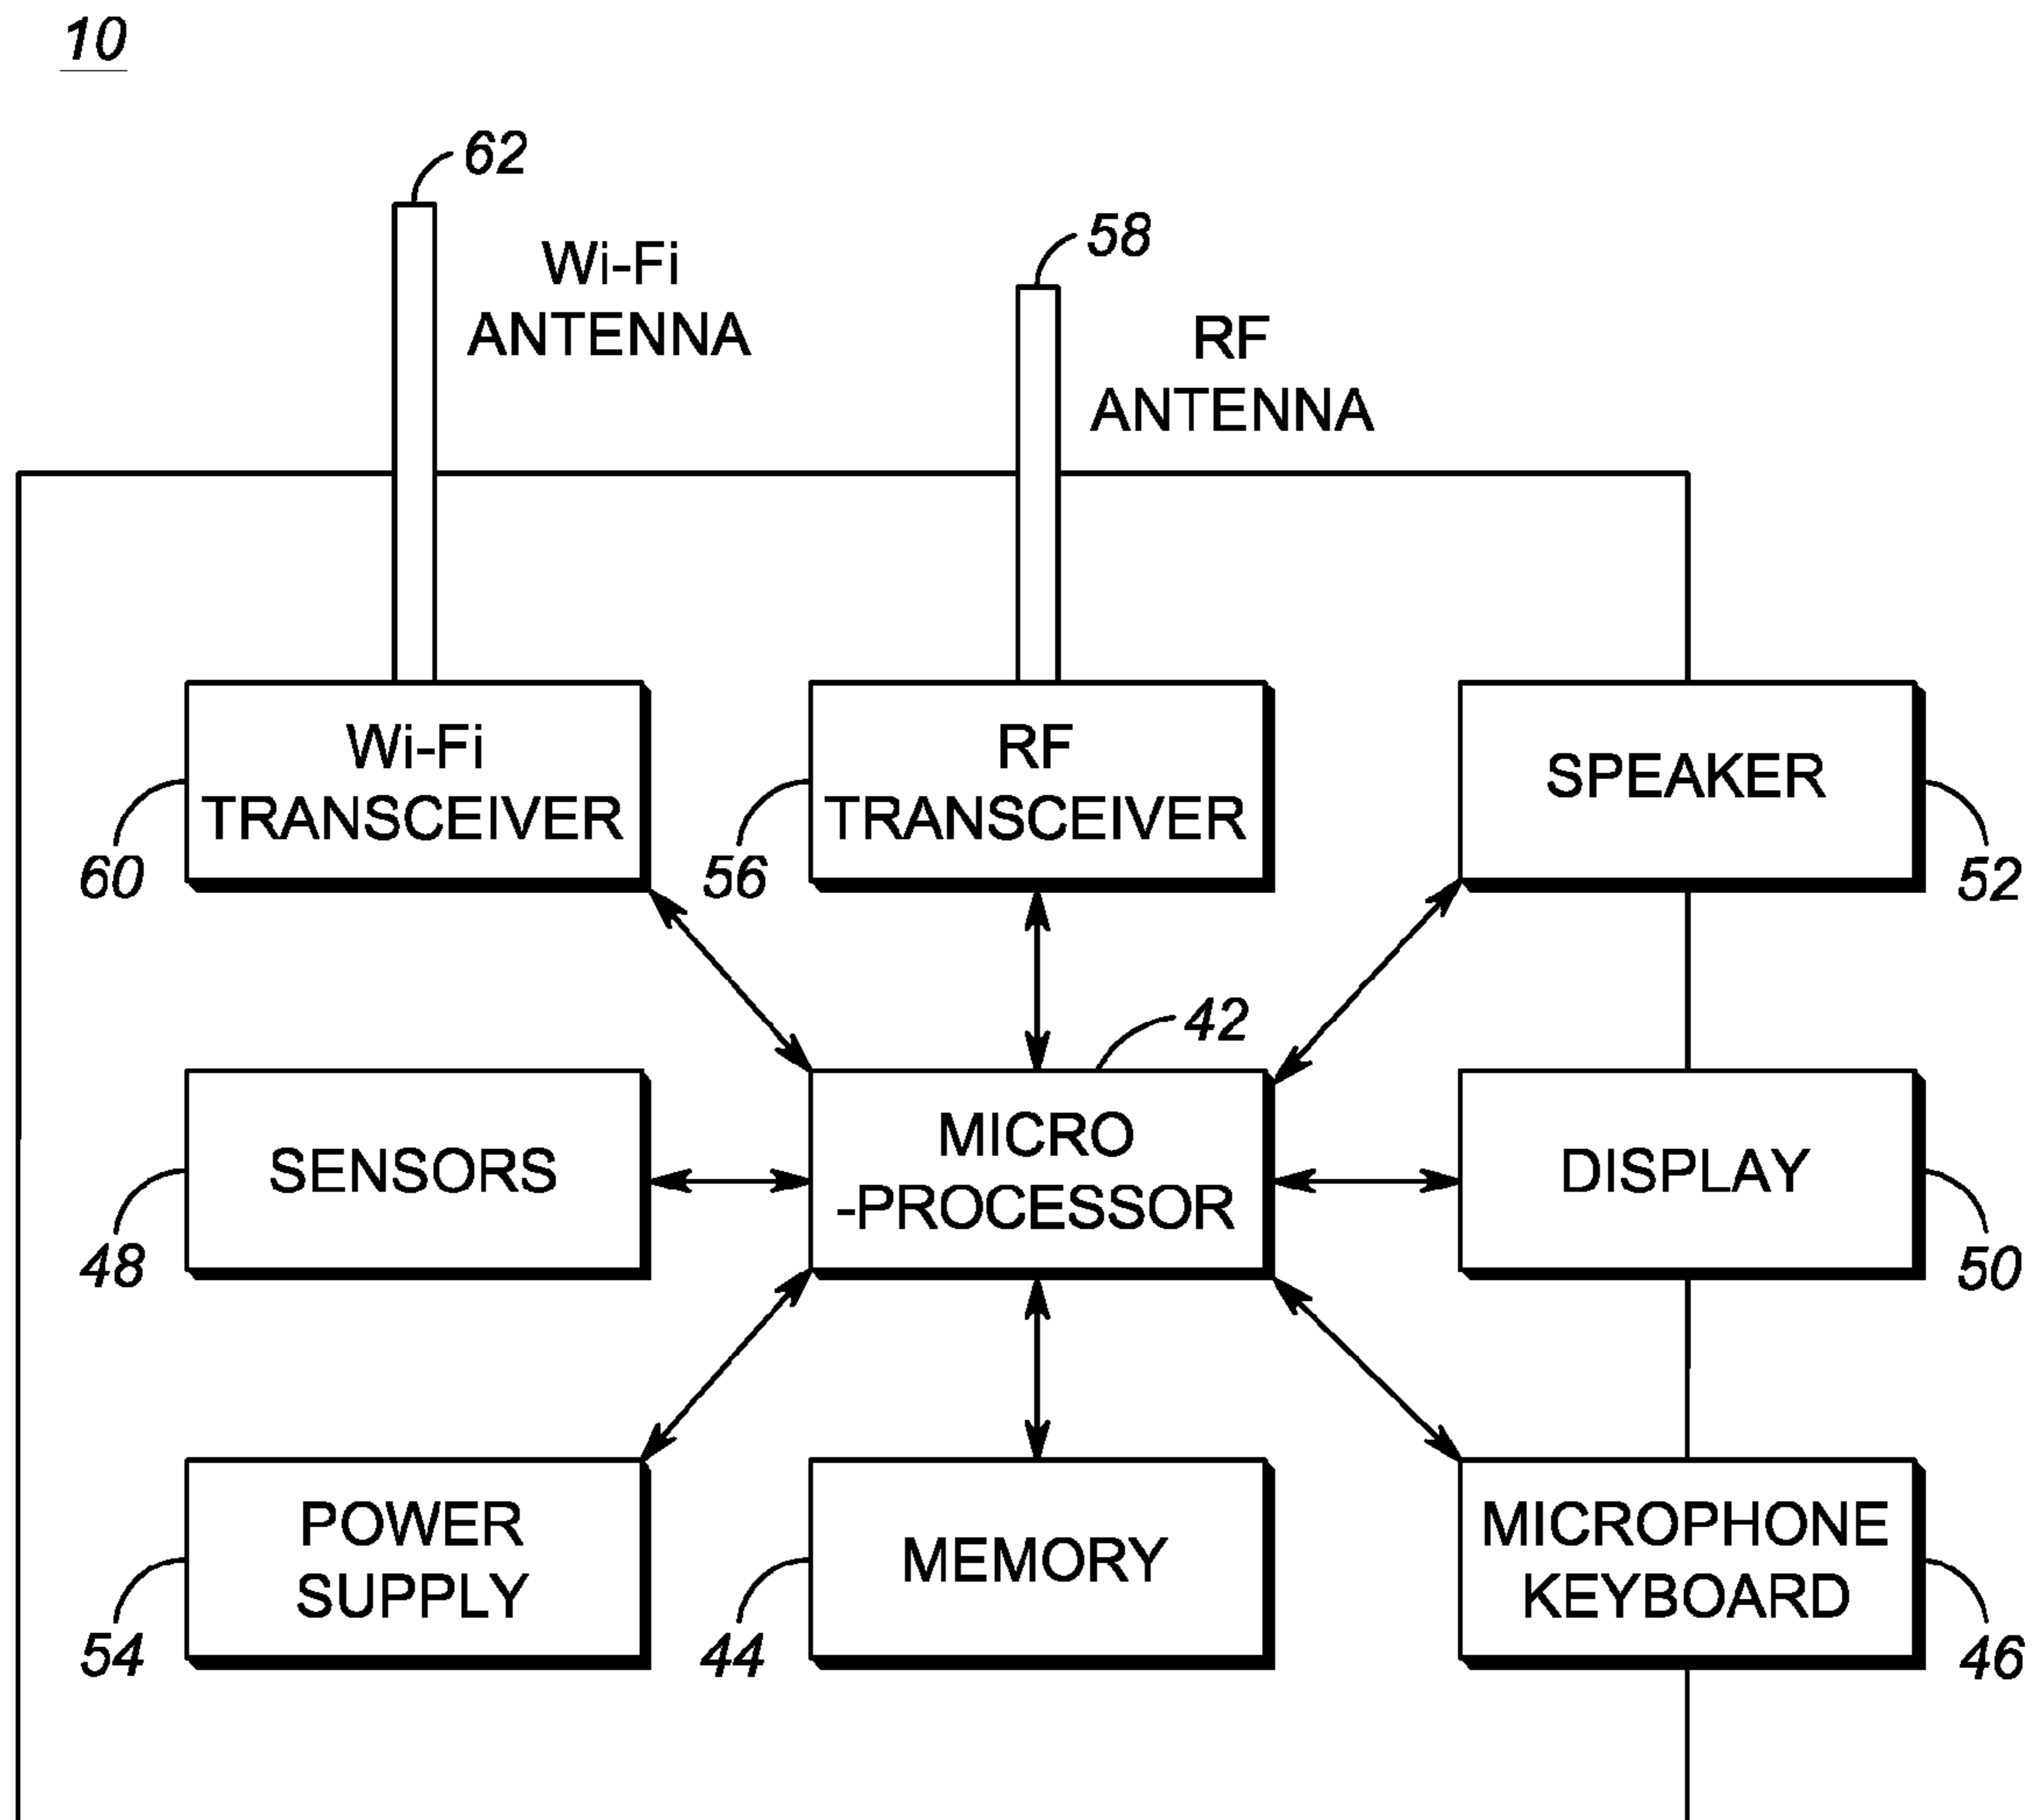 10
62
Wi-Fi
ANTENNA
58
RF
ANTENNA
Wi-Fi
TRANSCEIVER
60
RF
TRANSCEIVER
56
SPEAKER
52
SENSORS
48
42
MICRO
-PROCESSOR
DISPLAY
50
POWER
SUPPLY
54
MEMORY
44
MICROPHONE
KEYBOARD
46